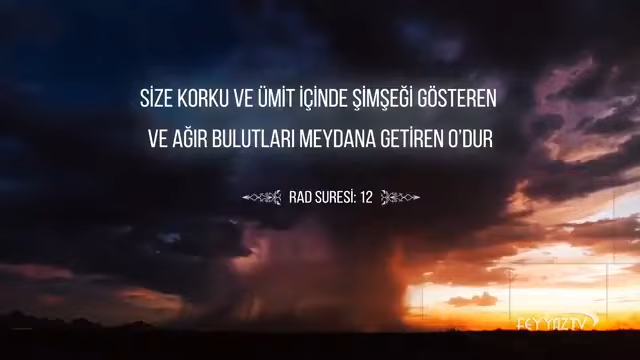 SİZE KORKU VE ÜMİT İÇİNDE ŞİMŞEĞİ GÖSTEREN
VE AĞIR BULUTLARI MEYDANA GETİREN O'DUR
RAD SURESİ: 12
FEYYAZTV